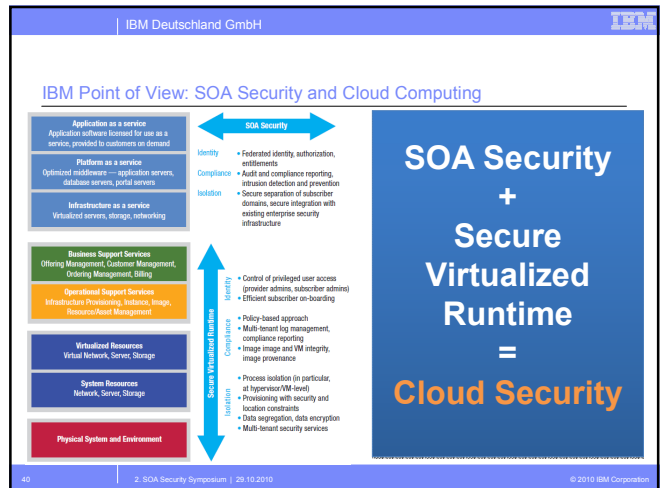 IBM Deutschland GmbH
IBM
IBM Point of View: SOA Security and Cloud Computing
Application as a service
Application software licensed for use as a
service, provided to customers on demand
Platform as a service
Optimized middleware — application servers,
database servers, portal servers
Infrastructure as a service
Virtualized servers, storage, networking
Business Support Services
Offering Management, Customer Management,
Ordering Management, Billing
Operational Support Services
Infrastructure Provisioning, Instance, Image,
Resource/Asset Management
Virtualized Resources
Virtual Network, Server, Storage
System Resources
Network, Server, Storage
Physical System and Environment
SOA Security
Identity • Federated identity, authorization,
entitlements
Compliance • Audit and compliance reporting,
intrusion detection and prevention
Isolation • Secure separation of subscriber
domains, secure integration with
existing enterprise security
infrastructure
Secure Virtualized Runtime
Identity
• Control of privileged user access
(provider admins, subscriber admins)
• Efficient subscriber on-boarding
Compliance
• Policy-based approach
• Multi-tenant log management,
compliance reporting
• Image image and VM integrity,
image provenance
Isolation
• Process isolation (in particular,
at hypervisor/VM-level)
• Provisioning with security and
location constraints
• Data segregation, data encryption
• Multi-tenant security services
SOA Security
+
Secure
Virtualized
Runtime
=
Cloud Security
40
2. SOA Security Symposium | 29.10.2010
© 2010 IBM Corporation